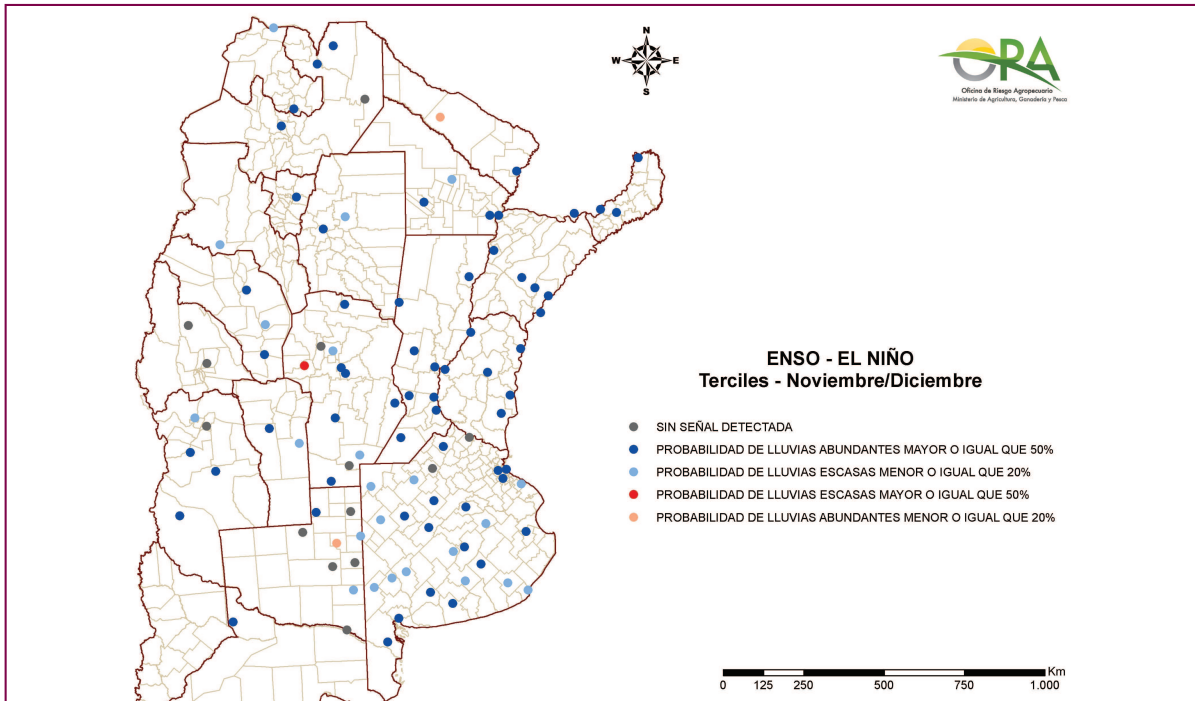 N
W E
S
ORA
Oficina de Riesgo Agropecuario
Ministerio de Agricultura, Ganadería y Pesca
ENSO - EL NIÑO
Terciles - Noviembre/Diciembre
SIN SEÑAL DETECTADA
PROBABILIDAD DE LLUVIAS ABUNDANTES MAYOR O IGUAL QUE 50%
PROBABILIDAD DE LLUVIAS ESCASAS MENOR O IGUAL QUE 20%
PROBABILIDAD DE LLUVIAS ESCASAS MAYOR O IGUAL QUE 50%
PROBABILIDAD DE LLUVIAS ABUNDANTES MENOR O IGUAL QUE 20%
Km
0 125 250 500 750 1.000